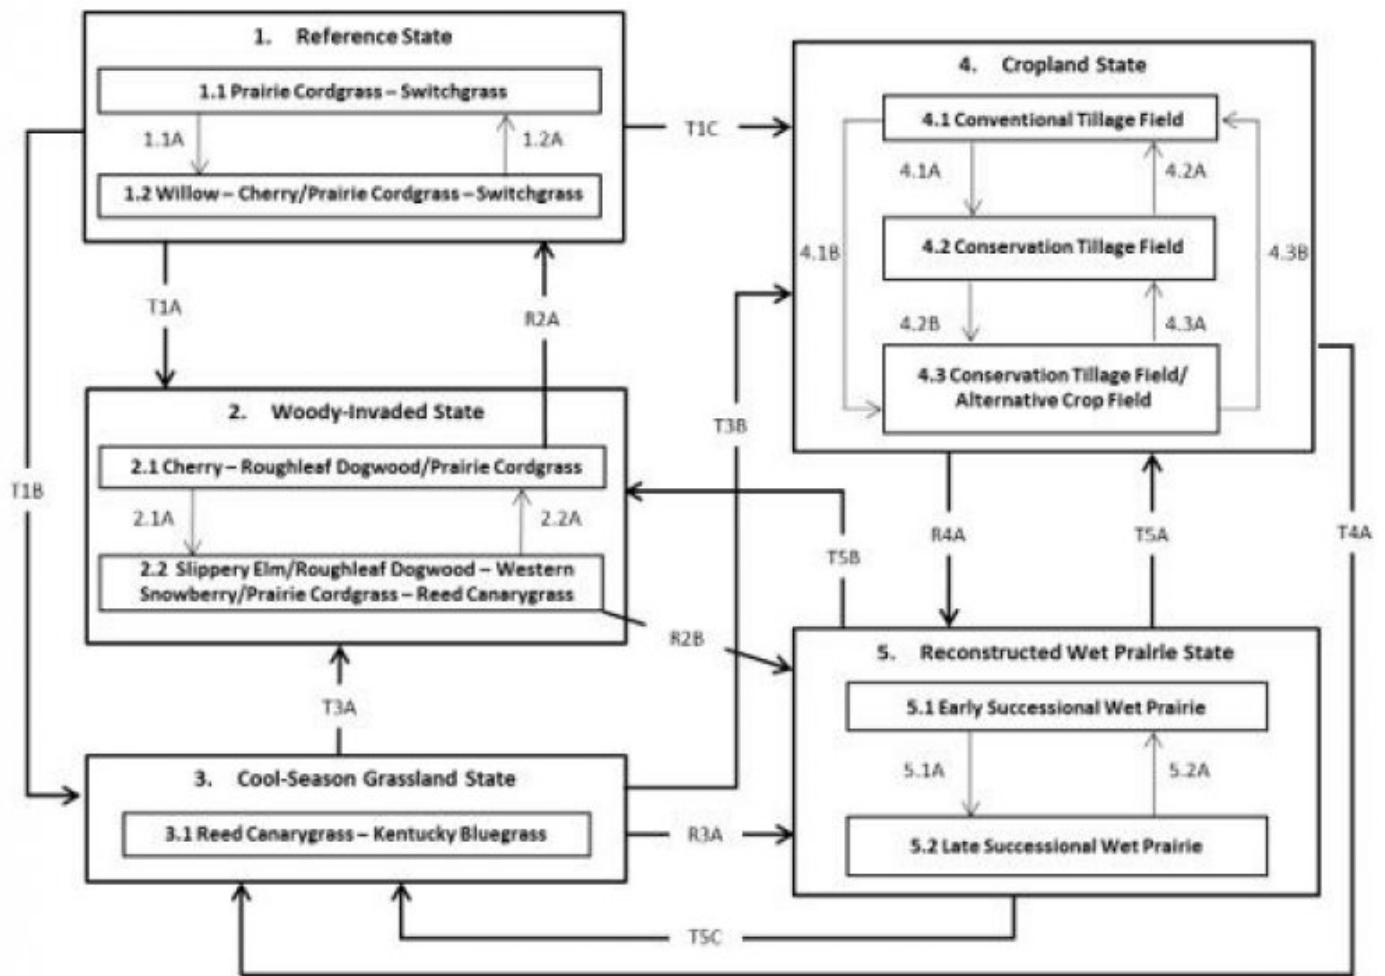 1. Reference State
1.1 Prairie Cordgrass – Switchgrass
1.1A
1.2A
1.2 Willow – Cherry/Prairie Cordgrass – Switchgrass
T1A
R2A
T1B
T1C
2. Woody-Invaded State
2.1 Cherry – Roughleaf Dogwood/Prairie Cordgrass
2.1A
2.2A
2.2 Slippery Elm/Roughleaf Dogwood – Western
Snowberry/Prairie Cordgrass – Reed Canarygrass
R2B
T3A
T3B
3. Cool-Season Grassland State
3.1 Reed Canarygrass – Kentucky Bluegrass
R3A
4. Cropland State
4.1 Conventional Tillage Field
4.1A
4.2A
4.1B
4.2 Conservation Tillage Field
4.3B
4.2B
4.3A
4.3 Conservation Tillage Field/
Alternative Crop Field
T5B
R4A
T5A
T4A
5. Reconstructed Wet Prairie State
5.1 Early Successional Wet Prairie
5.1A
5.2A
5.2 Late Successional Wet Prairie
T5C